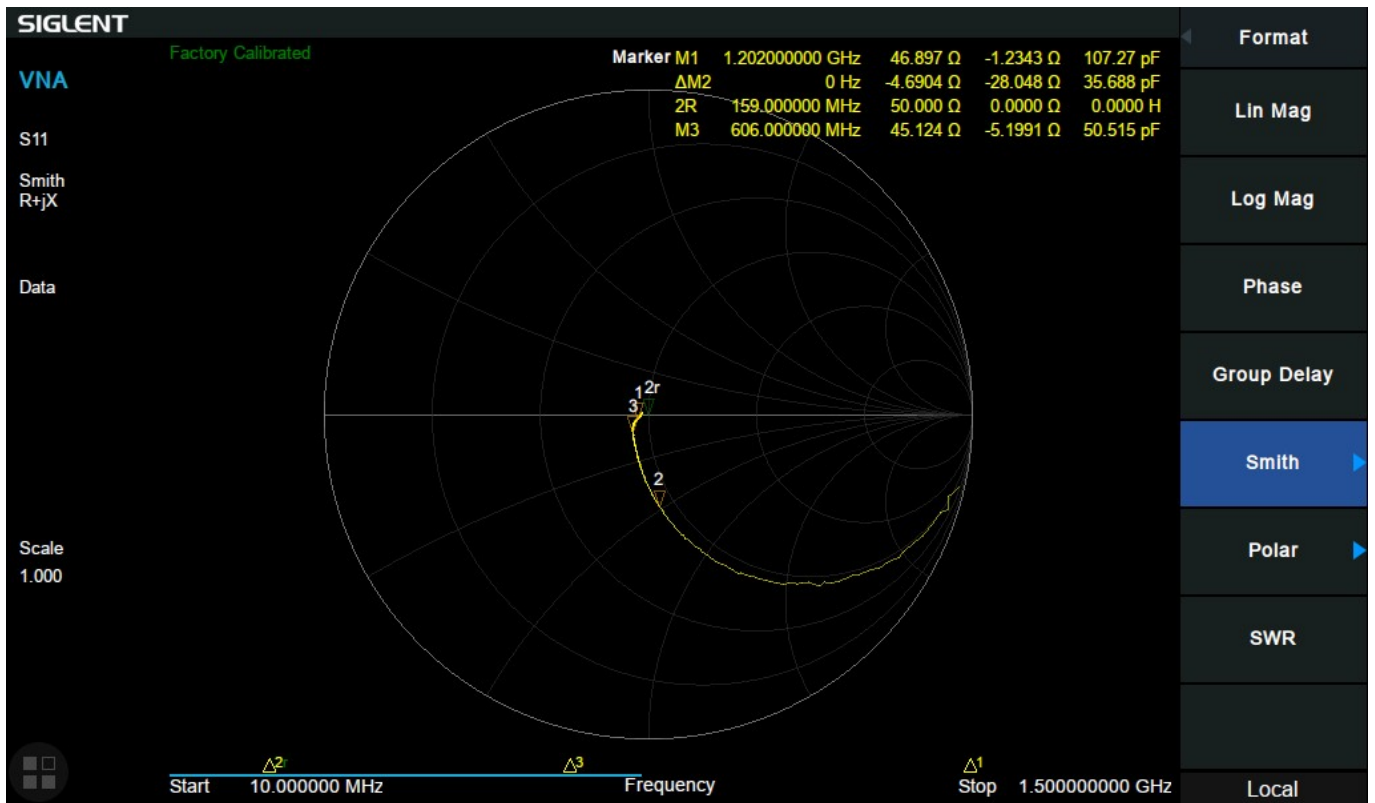 SIGLENT
Factory Calibrated
VNA
S11
Smith
R+jX
Data
Scale
1.000
Marker M1 1.202000000 GHz 46.897 Ω -1.2343 Ω 107.27 pF
ΔM2 0 Hz -4.6904 Ω -28.048 Ω 35.688 pF
2R 159.000000 MHz 50.000 Ω 0.0000 Ω 0.0000 H
M3 606.000000 MHz 45.124 Ω -5.1991 Ω 50.515 pF
1 2r
3
2
2r 3 1
Start 10.000000 MHz Frequency Stop 1.500000000 GHz
Format
Lin Mag
Log Mag
Phase
Group Delay
Smith
Polar
SWR
Local